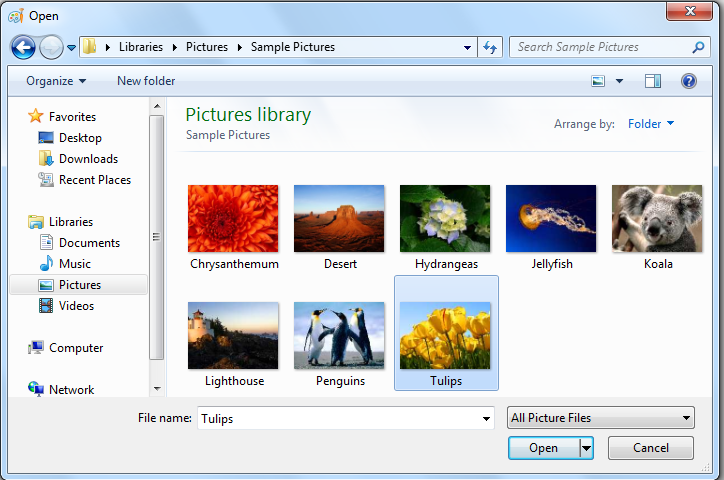 Open
Libraries Pictures Sample Pictures
Search Sample Pictures
Organize
New folder
Favorites
Desktop
Downloads
Recent Places
Libraries
Documents
Music
Pictures
Videos
Computer
Network
Pictures library
Sample Pictures
Arrange by: Folder
Chrysanthemum
Desert
Hydrangeas
Jellyfish
Koala
Lighthouse
Penguins
Tulips
File name: Tulips
All Picture Files
Open
Cancel